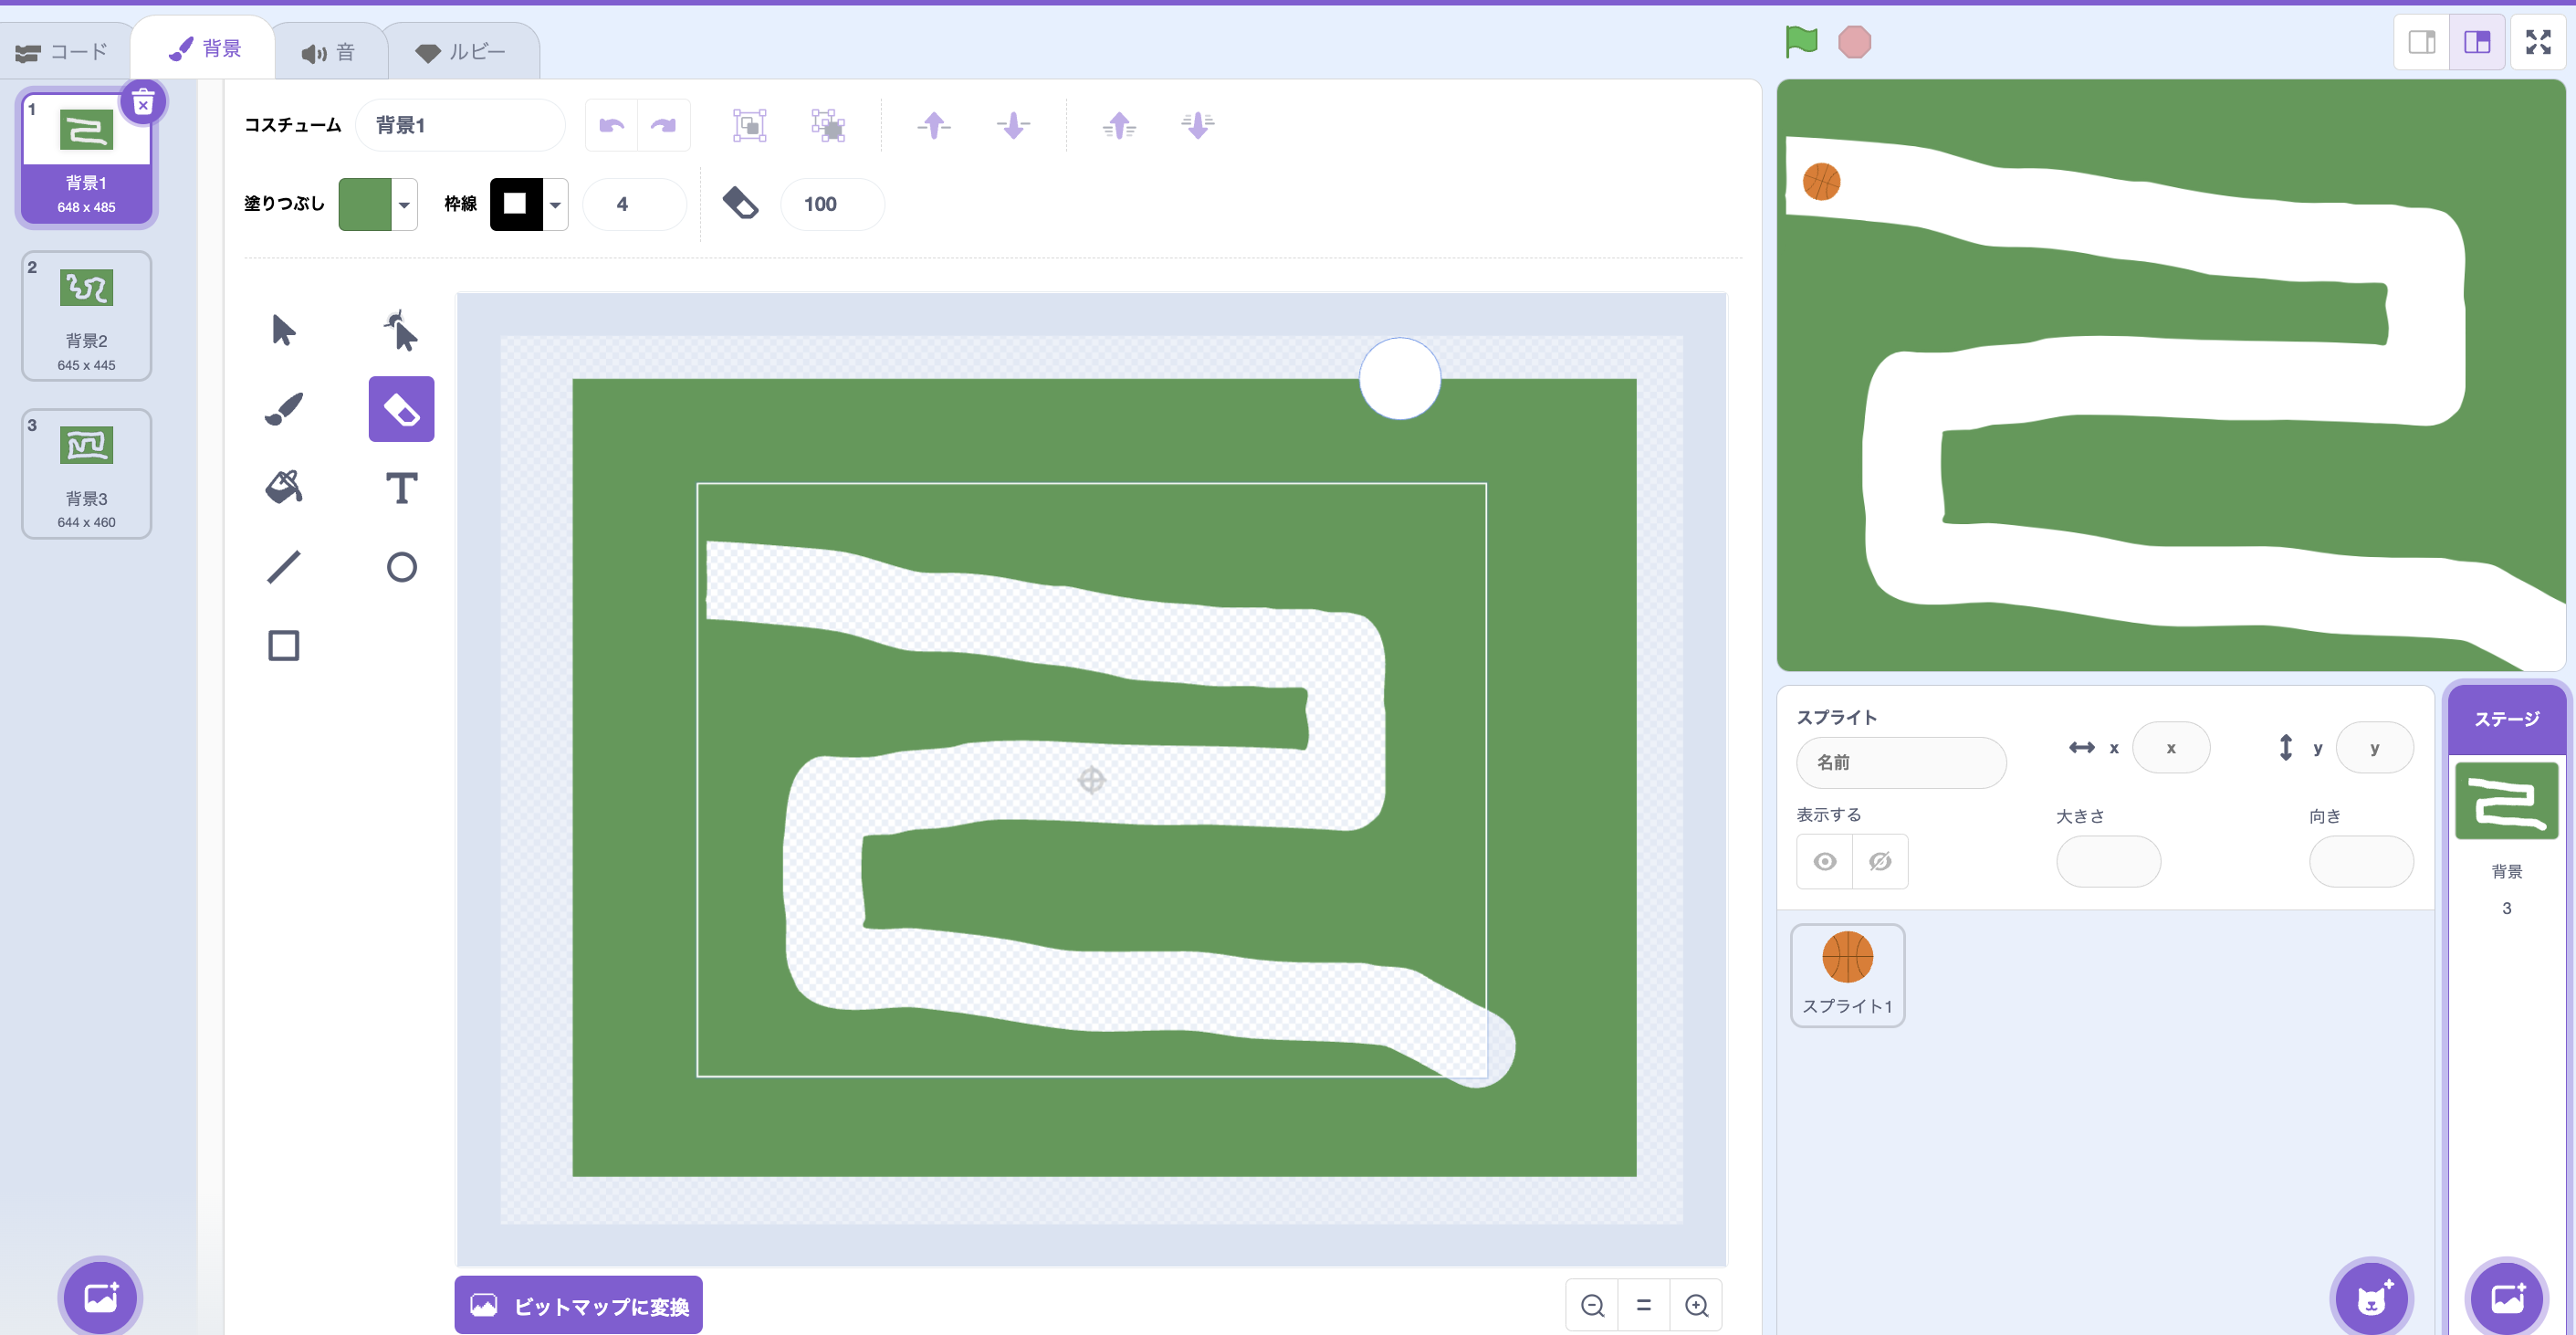 コード
背景
音
ルビー
1
背景1
648 x 485
2
背景2
645 x 445
3
背景3
644 x 460
コスチューム
背景1
塗りつぶし
枠線
4
100
ビットマップに変換
スプライト
名前
x
x
y
y
表示する
大きさ
向き
スプライト1
ステージ
背景
3